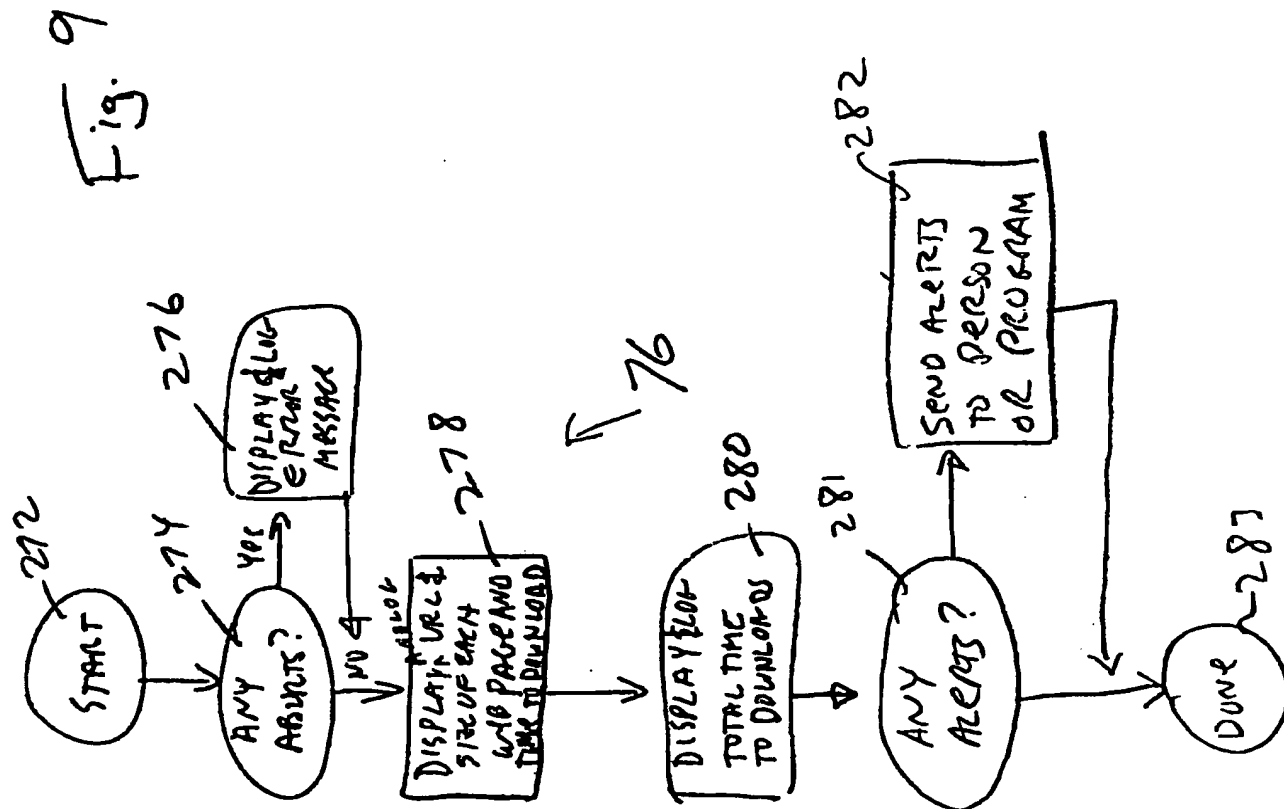 Fig. 9
272
START
274
ANY
ABORTS?
YES
276
DISPLAY & LOG
ERROR
MESSAGE
NO
278
& LOG
DISPLAY ^ URL &
SIZE OF EACH
WEB PAGE AND
TIME TO DOWNLOAD
76
280
DISPLAY & LOG
TOTAL TIME
TO DOWNLOADS
281
ANY
ALERTS?
282
SEND ALERTS
TO PERSON
OR PROGRAM
283
DONE